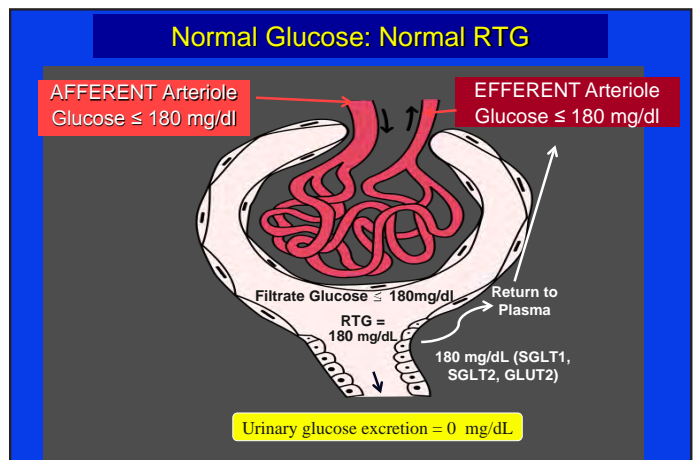 Normal Glucose: Normal RTG
AFFERENT Arteriole
Glucose ≤ 180 mg/dl
EFFERENT Arteriole
Glucose ≤ 180 mg/dl
Filtrate Glucose ≤ 180mg/dl
RTG =
180 mg/dL
Return to
Plasma
180 mg/dL (SGLT1,
SGLT2, GLUT2)
Urinary glucose excretion = 0 mg/dL